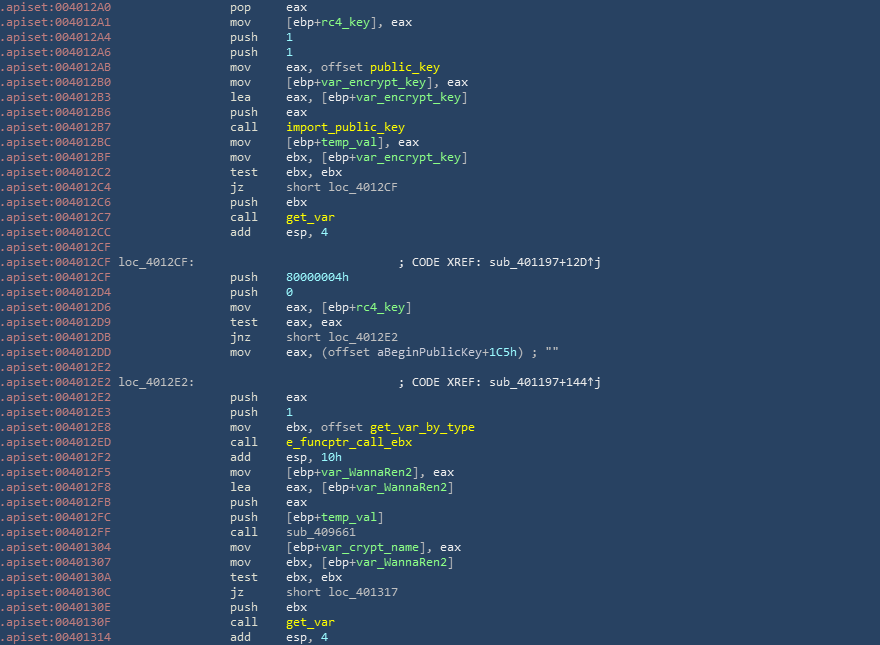 .apiset:004012A0 pop eax
.apiset:004012A1 mov [ebp+rc4_key], eax
.apiset:004012A4 push 1
.apiset:004012A6 push 1
.apiset:004012AB mov eax, offset public_key
.apiset:004012B0 mov [ebp+var_encrypt_key], eax
.apiset:004012B3 lea eax, [ebp+var_encrypt_key]
.apiset:004012B6 push eax
.apiset:004012B7 call import_public_key
.apiset:004012BC mov [ebp+temp_val], eax
.apiset:004012BF mov ebx, [ebp+var_encrypt_key]
.apiset:004012C2 test ebx, ebx
.apiset:004012C4 jz short loc_4012CF
.apiset:004012C6 push ebx
.apiset:004012C7 call get_var
.apiset:004012CC add esp, 4
.apiset:004012CF
.apiset:004012CF loc_4012CF: ; CODE XREF: sub_401197+12D↑j
.apiset:004012CF push 80000004h
.apiset:004012D4 push 0
.apiset:004012D6 mov eax, [ebp+rc4_key]
.apiset:004012D9 test eax, eax
.apiset:004012DB jnz short loc_4012E2
.apiset:004012DD mov eax, (offset aBeginPublicKey+1C5h) ; ""
.apiset:004012E2
.apiset:004012E2 loc_4012E2: ; CODE XREF: sub_401197+144↑j
.apiset:004012E2 push eax
.apiset:004012E3 push 1
.apiset:004012E8 mov ebx, offset get_var_by_type
.apiset:004012ED call e_funcptr_call_ebx
.apiset:004012F2 add esp, 10h
.apiset:004012F5 mov [ebp+var_WannaRen2], eax
.apiset:004012F8 lea eax, [ebp+var_WannaRen2]
.apiset:004012FB push eax
.apiset:004012FC push [ebp+temp_val]
.apiset:004012FF call sub_409661
.apiset:00401304 mov [ebp+var_crypt_name], eax
.apiset:00401307 mov ebx, [ebp+var_WannaRen2]
.apiset:0040130A test ebx, ebx
.apiset:0040130C jz short loc_401317
.apiset:0040130E push ebx
.apiset:0040130F call get_var
.apiset:00401314 add esp, 4